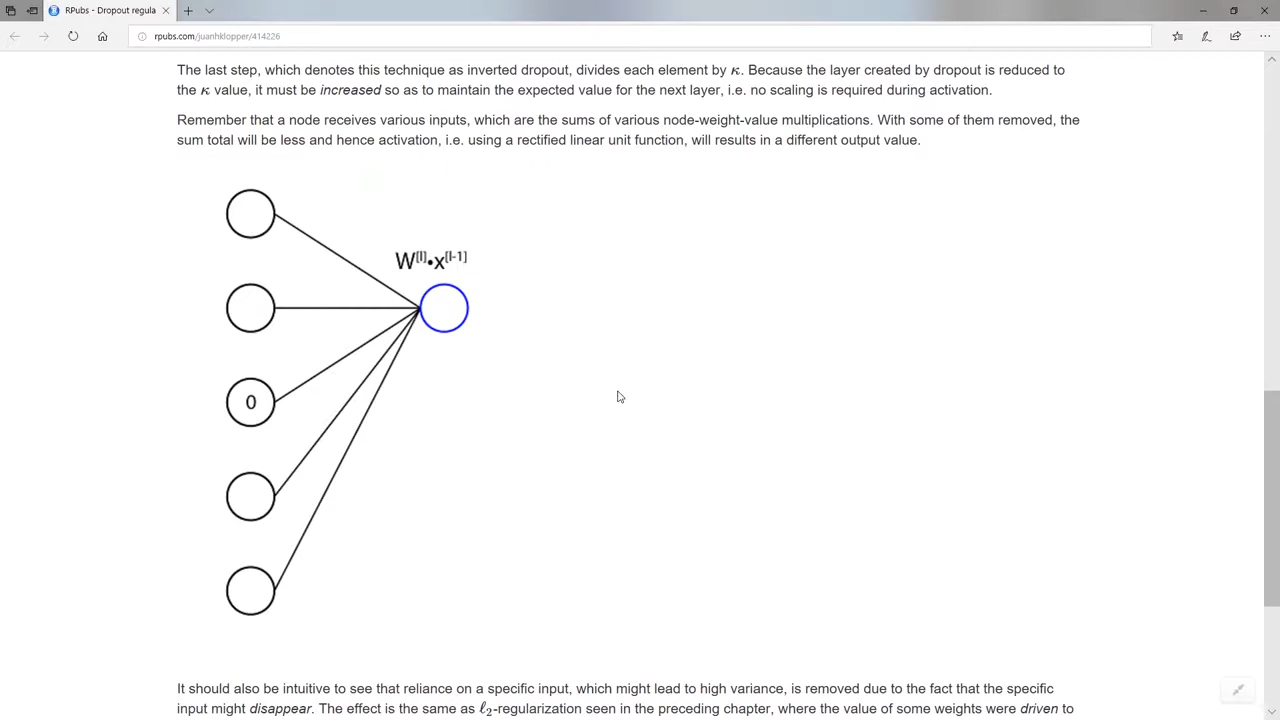 RPubs - Dropout regula
rpubs.com/juanhklopper/414226
The last step, which denotes this technique as inverted dropout, divides each element by κ. Because the layer created by dropout is reduced to
the κ value, it must be increased so as to maintain the expected value for the next layer, i.e. no scaling is required during activation.
Remember that a node receives various inputs, which are the sums of various node-weight-value multiplications. With some of them removed, the
sum total will be less and hence activation, i.e. using a rectified linear unit function, will results in a different output value.
W[l]•x[l-1]
0
It should also be intuitive to see that reliance on a specific input, which might lead to high variance, is removed due to the fact that the specific
input might disappear. The effect is the same as ℓ2-regularization seen in the preceding chapter, where the value of some weights were driven to